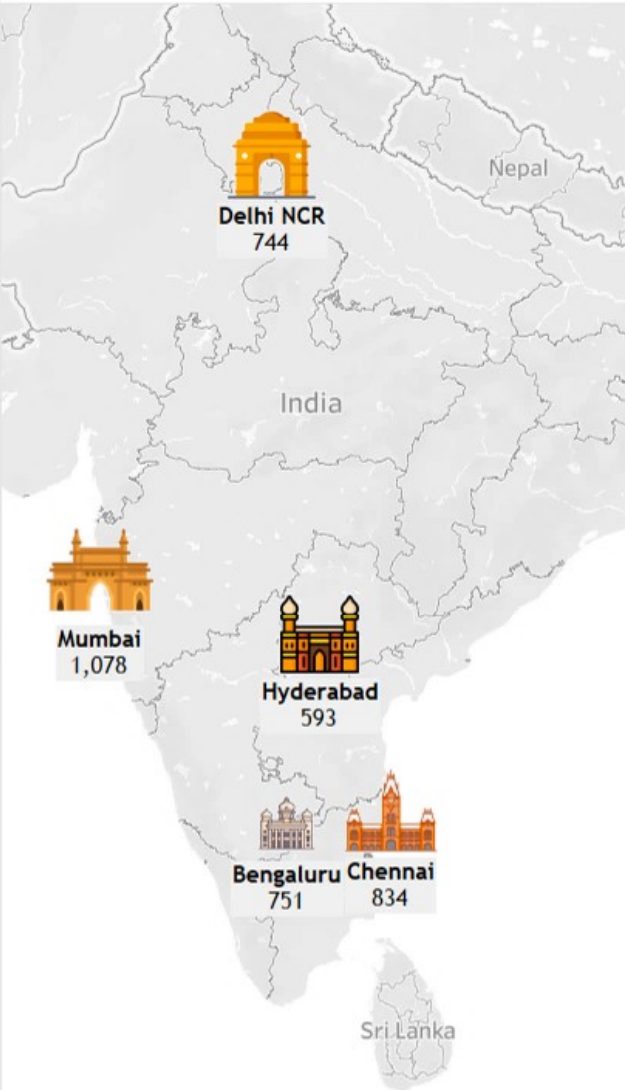 Nepal
Delhi NCR
744
India
Mumbai
1,078
Hyderabad
593
Bengaluru
751
Chennai
834
Sri Lanka